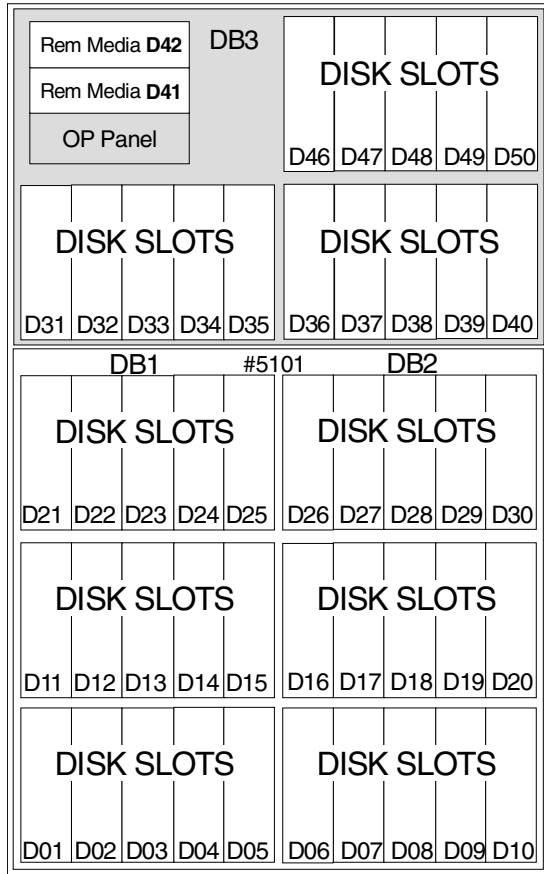 Rem Media D42 DB3
Rem Media D41
OP Panel
DISK SLOTS
D46 D47 D48 D49 D50
DISK SLOTS DISK SLOTS
D31 D32 D33 D34 D35 D36 D37 D38 D39 D40
DB1 #5101 DB2
DISK SLOTS DISK SLOTS
D21 D22 D23 D24 D25 D26 D27 D28 D29 D30
DISK SLOTS DISK SLOTS
D11 D12 D13 D14 D15 D16 D17 D18 D19 D20
DISK SLOTS DISK SLOTS
D01 D02 D03 D04 D05 D06 D07 D08 D09 D10